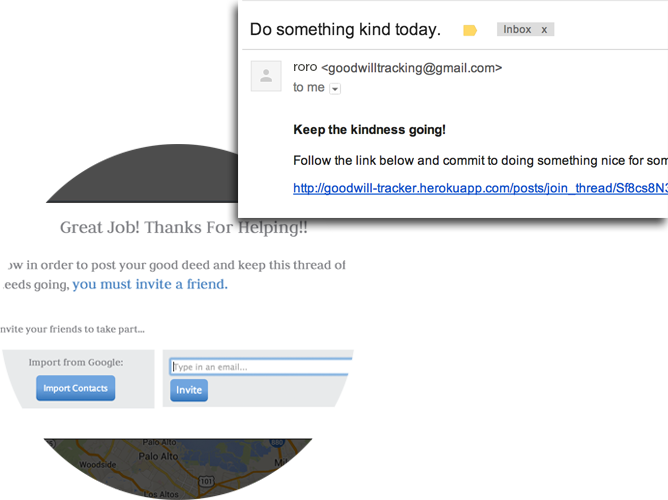 Do something kind today.
Inbox x
roro <goodwilltracking@gmail.com>
to me
Keep the kindness going!
Follow the link below and commit to doing something nice for som
http://goodwill-tracker.herokuapp.com/posts/join_thread/Sf8cs8N3
Great Job! Thanks For Helping!!
ow in order to post your good deed and keep this thread of
eeds going, you must invite a friend.
nvite your friends to take part...
Import from Google:
Import Contacts
Type in an email...
Invite
Palo Alto
Palo Alto
Woodside
101
Los Altos